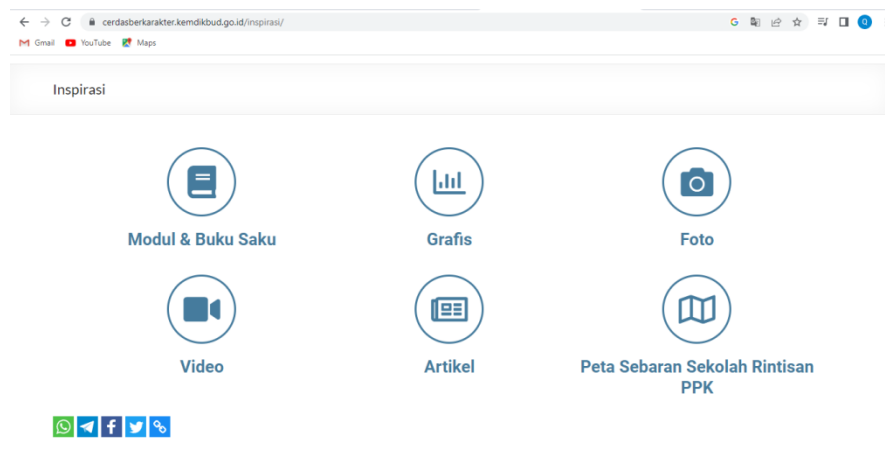 cerdasberkarakter.kemdikbud.go.id/inspirasi/
Gmail YouTube Maps
Inspirasi
Modul & Buku Saku Grafis Foto
Video Artikel Peta Sebaran Sekolah Rintisan
PPK